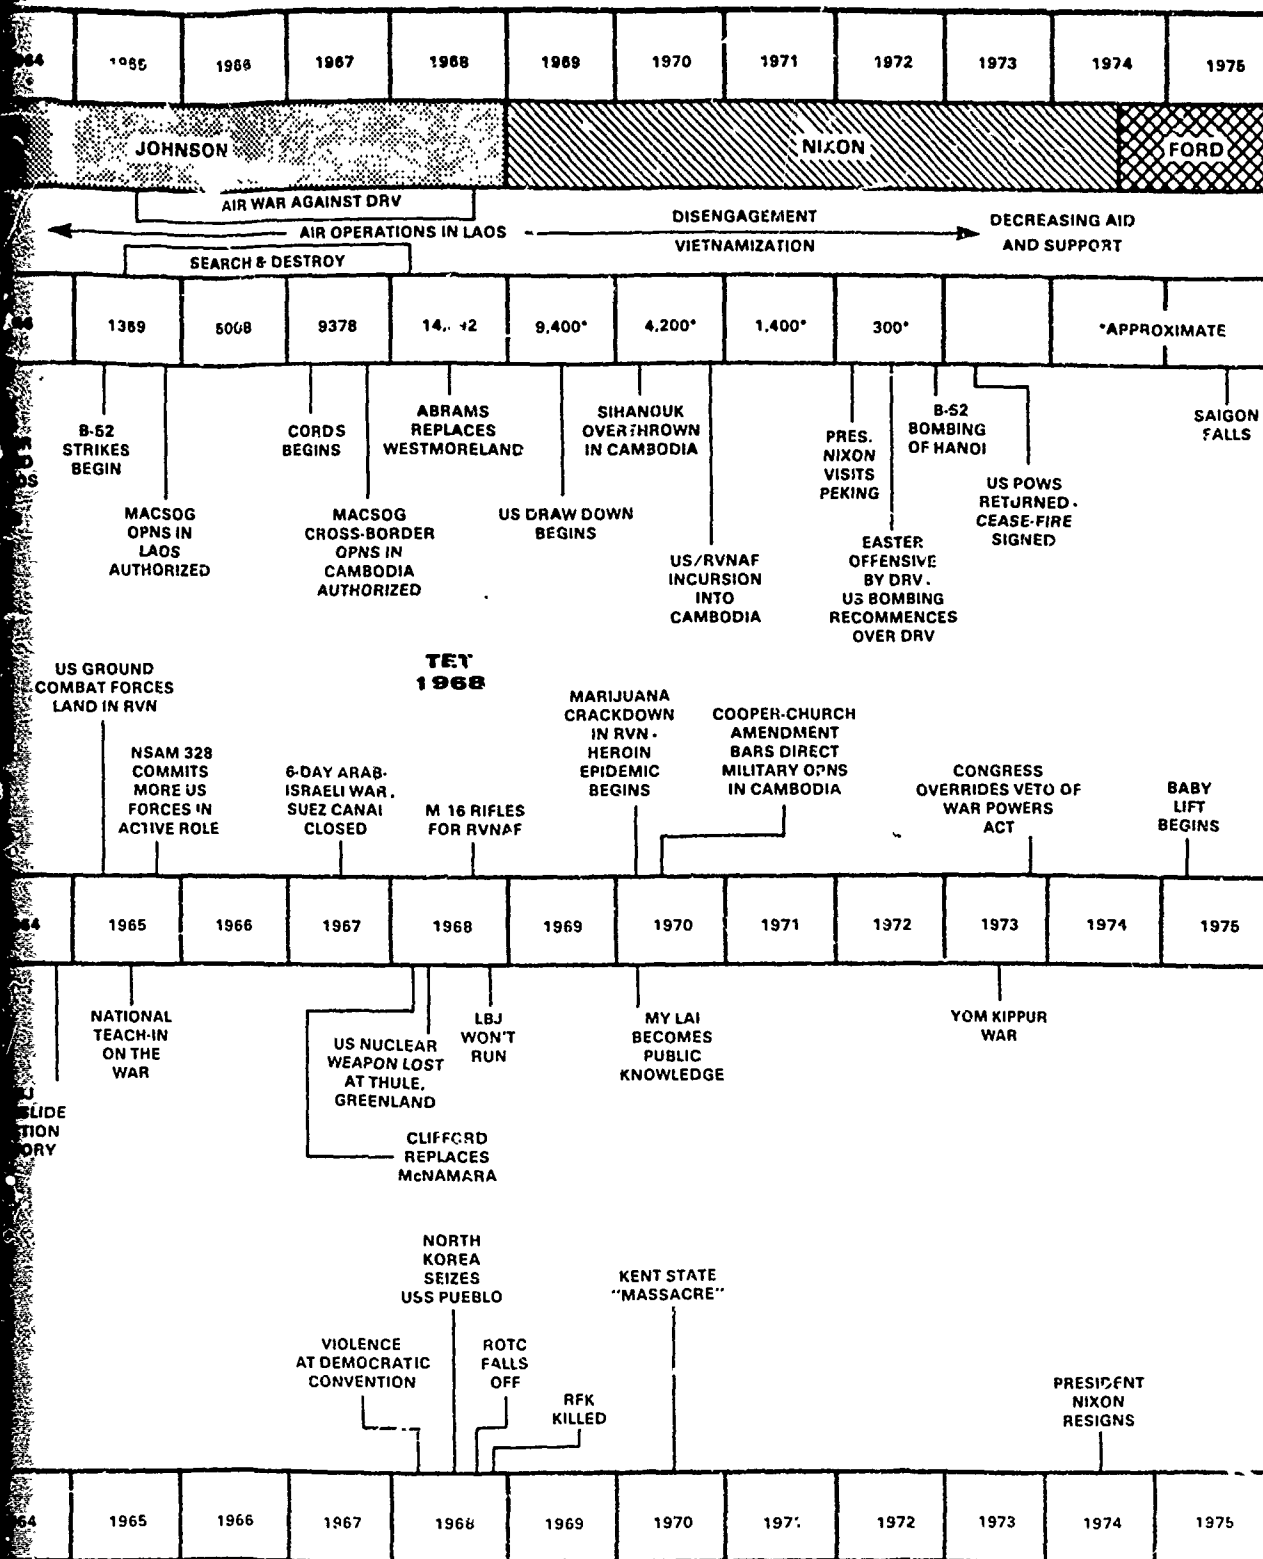 1966
1967
1968
1969
1970
1971
1972
1973
1974
1975
JOHNSON
NIXON
FORD
AIR WAR AGAINST DRV
AIR OPERATIONS IN LAOS
SEARCH & DESTROY
DISENGAGEMENT
VIETNAMIZATION
DECREASING AID
AND SUPPORT
1369
5008
9378
9,400*
4,200*
1,400*
300*
*APPROXIMATE
B-52
STRIKES
BEGIN
MACSOG
OPNS IN
LAOS
AUTHORIZED
CORDS
BEGINS
MACSOG
CROSS-BORDER
OPNS IN
CAMBODIA
AUTHORIZED
ABRAMS
REPLACES
WESTMORELAND
US DRAW DOWN
BEGINS
SIHANOUK
OVERTHROWN
IN CAMBODIA
US/RVNAF
INCURSION
INTO
CAMBODIA
PRES.
NIXON
VISITS
PEKING
EASTER
OFFENSIVE
BY DRV.
US BOMBING
RECOMMENCES
OVER DRV
B-52
BOMBING
OF HANOI
US POWS
RETURNED.
CEASE-FIRE
SIGNED
SAIGON
FALLS
TET
1968
US GROUND
COMBAT FORCES
LAND IN RVN
NSAM 328
COMMITS
MORE US
FORCES IN
ACTIVE ROLE
6-DAY ARAB-
ISRAELI WAR.
SUEZ CANAL
CLOSED
M 16 RIFLES
FOR RVNAF
MARIJUANA
CRACKDOWN
IN RVN.
HEROIN
EPIDEMIC
BEGINS
COOPER-CHURCH
AMENDMENT
BARS DIRECT
MILITARY OPNS
IN CAMBODIA
CONGRESS
OVERRIDES VETO OF
WAR POWERS
ACT
BABY
LIFT
BEGINS
1965
1966
1967
1968
1969
1970
1971
1972
1973
1974
1975
NATIONAL
TEACH-IN
ON THE
WAR
US NUCLEAR
WEAPON LOST
AT THULE,
GREENLAND
LBJ
WON'T
RUN
CLIFFORD
REPLACES
McNAMARA
MY LAI
BECOMES
PUBLIC
KNOWLEDGE
YOM KIPPUR
WAR
NORTH
KOREA
SEIZES
USS PUEBLO
VIOLENCE
AT DEMOCRATIC
CONVENTION
ROTC
FALLS
OFF
RFK
KILLED
KENT STATE
"MASSACRE"
PRESIDENT
NIXON
RESIGNS
1965
1966
1967
1968
1969
1970
1972
1973
1974
1975